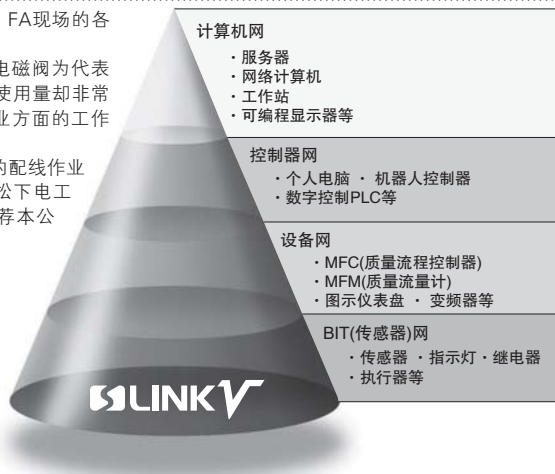 FA现场的各
电磁阀为代表
使用量却非常
业方面的工作
的配线作业
松下电工
荐本公
计算机网
・服务器
・网络计算机
・工作站
・可编程显示器等
控制器网
・个人电脑 ・ 机器人控制器
・数字控制PLC等
设备网
・MFC(质量流程控制器)
・MFM(质量流量计)
・图示仪表盘 ・ 变频器等
BIT(传感器)网
・传感器 ・指示灯・继电器
・执行器等
S LINK V